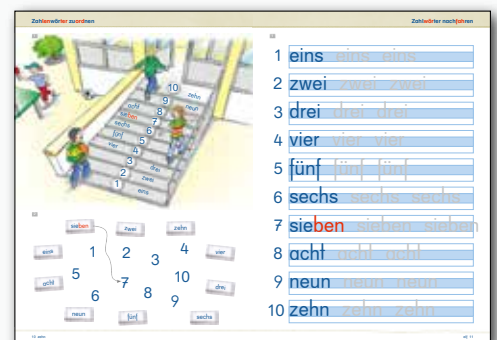 Zahlenwörter zuordnen
Zahlwörter nachfahren
10 zehn
9 neun
acht 8
sieben 7
sechs 6
fünf 5
vier 4
3 drei
2 zwei
1 eins
sieben zwei zehn
eins 1 2 3 4 vier
acht 5 7 10 drei
6 8 9
neun fünf sechs
1 eins eins eins
2 zwei zwei zwei
3 drei drei drei
4 vier vier vier
5 fünf fünf fünf
6 sechs sechs sechs
7 sieben sieben sieben
8 acht acht acht
9 neun neun neun
10 zehn zehn zehn